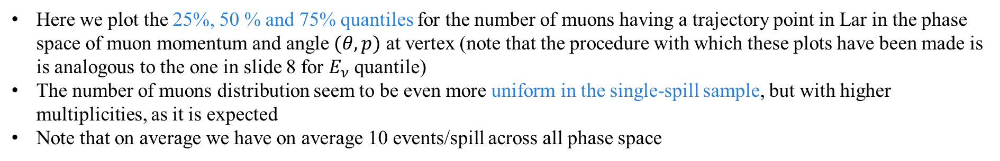 • Here we plot the 25%, 50 % and 75% quantiles for the number of muons having a trajectory point in Lar in the phase
space of muon momentum and angle (θ, p) at vertex (note that the procedure with which these plots have been made is
is analogous to the one in slide 8 for Eν quantile)
• The number of muons distribution seem to be even more uniform in the single-spill sample, but with higher
multiplicities, as it is expected
• Note that on average we have on average 10 events/spill across all phase space